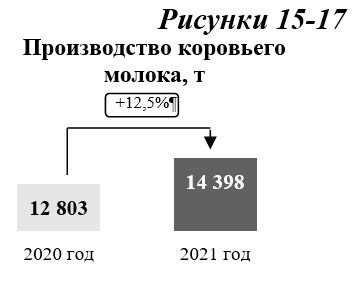 Рисунки 15-17
Производство коровьего
молока, т
+12,5%¶
14 398
12 803
2020 год
2021 год